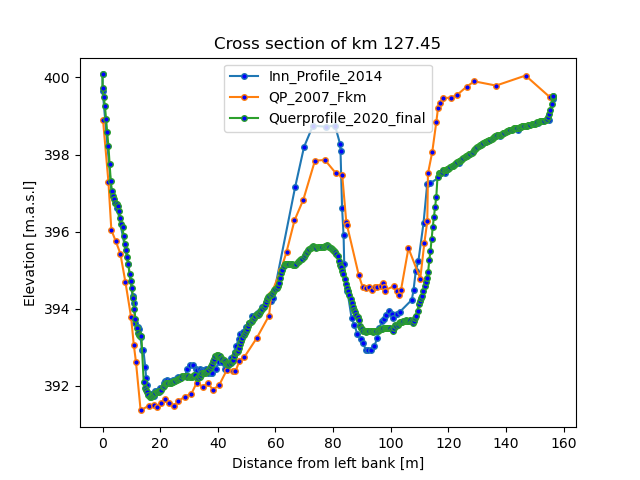 Cross section of km 127.45
Inn_Profile_2014
QP_2007_Fkm
Querprofile_2020_final
Elevation [m.a.s.l]
400
398
396
394
392
0 20 40 60 80 100 120 140 160
Distance from left bank [m]